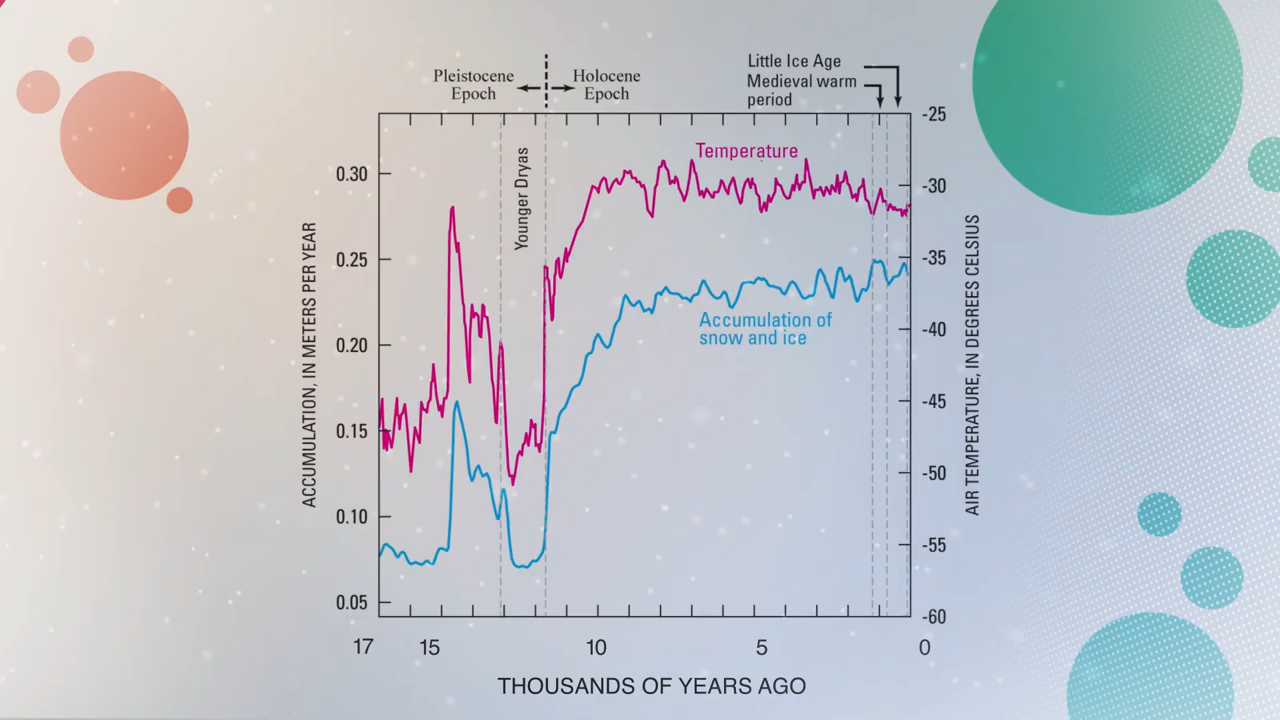 Pleistocene
Epoch
Holocene
Epoch
Little Ice Age
Medieval warm
period
Younger Dryas
Temperature
Accumulation of
snow and ice
ACCUMULATION, IN METERS PER YEAR
0.30
0.25
0.20
0.15
0.10
0.05
-25
-30
-35
-40
-45
-50
-55
-60
AIR TEMPERATURE, IN DEGREES CELSIUS
17 15 10 5 0
THOUSANDS OF YEARS AGO